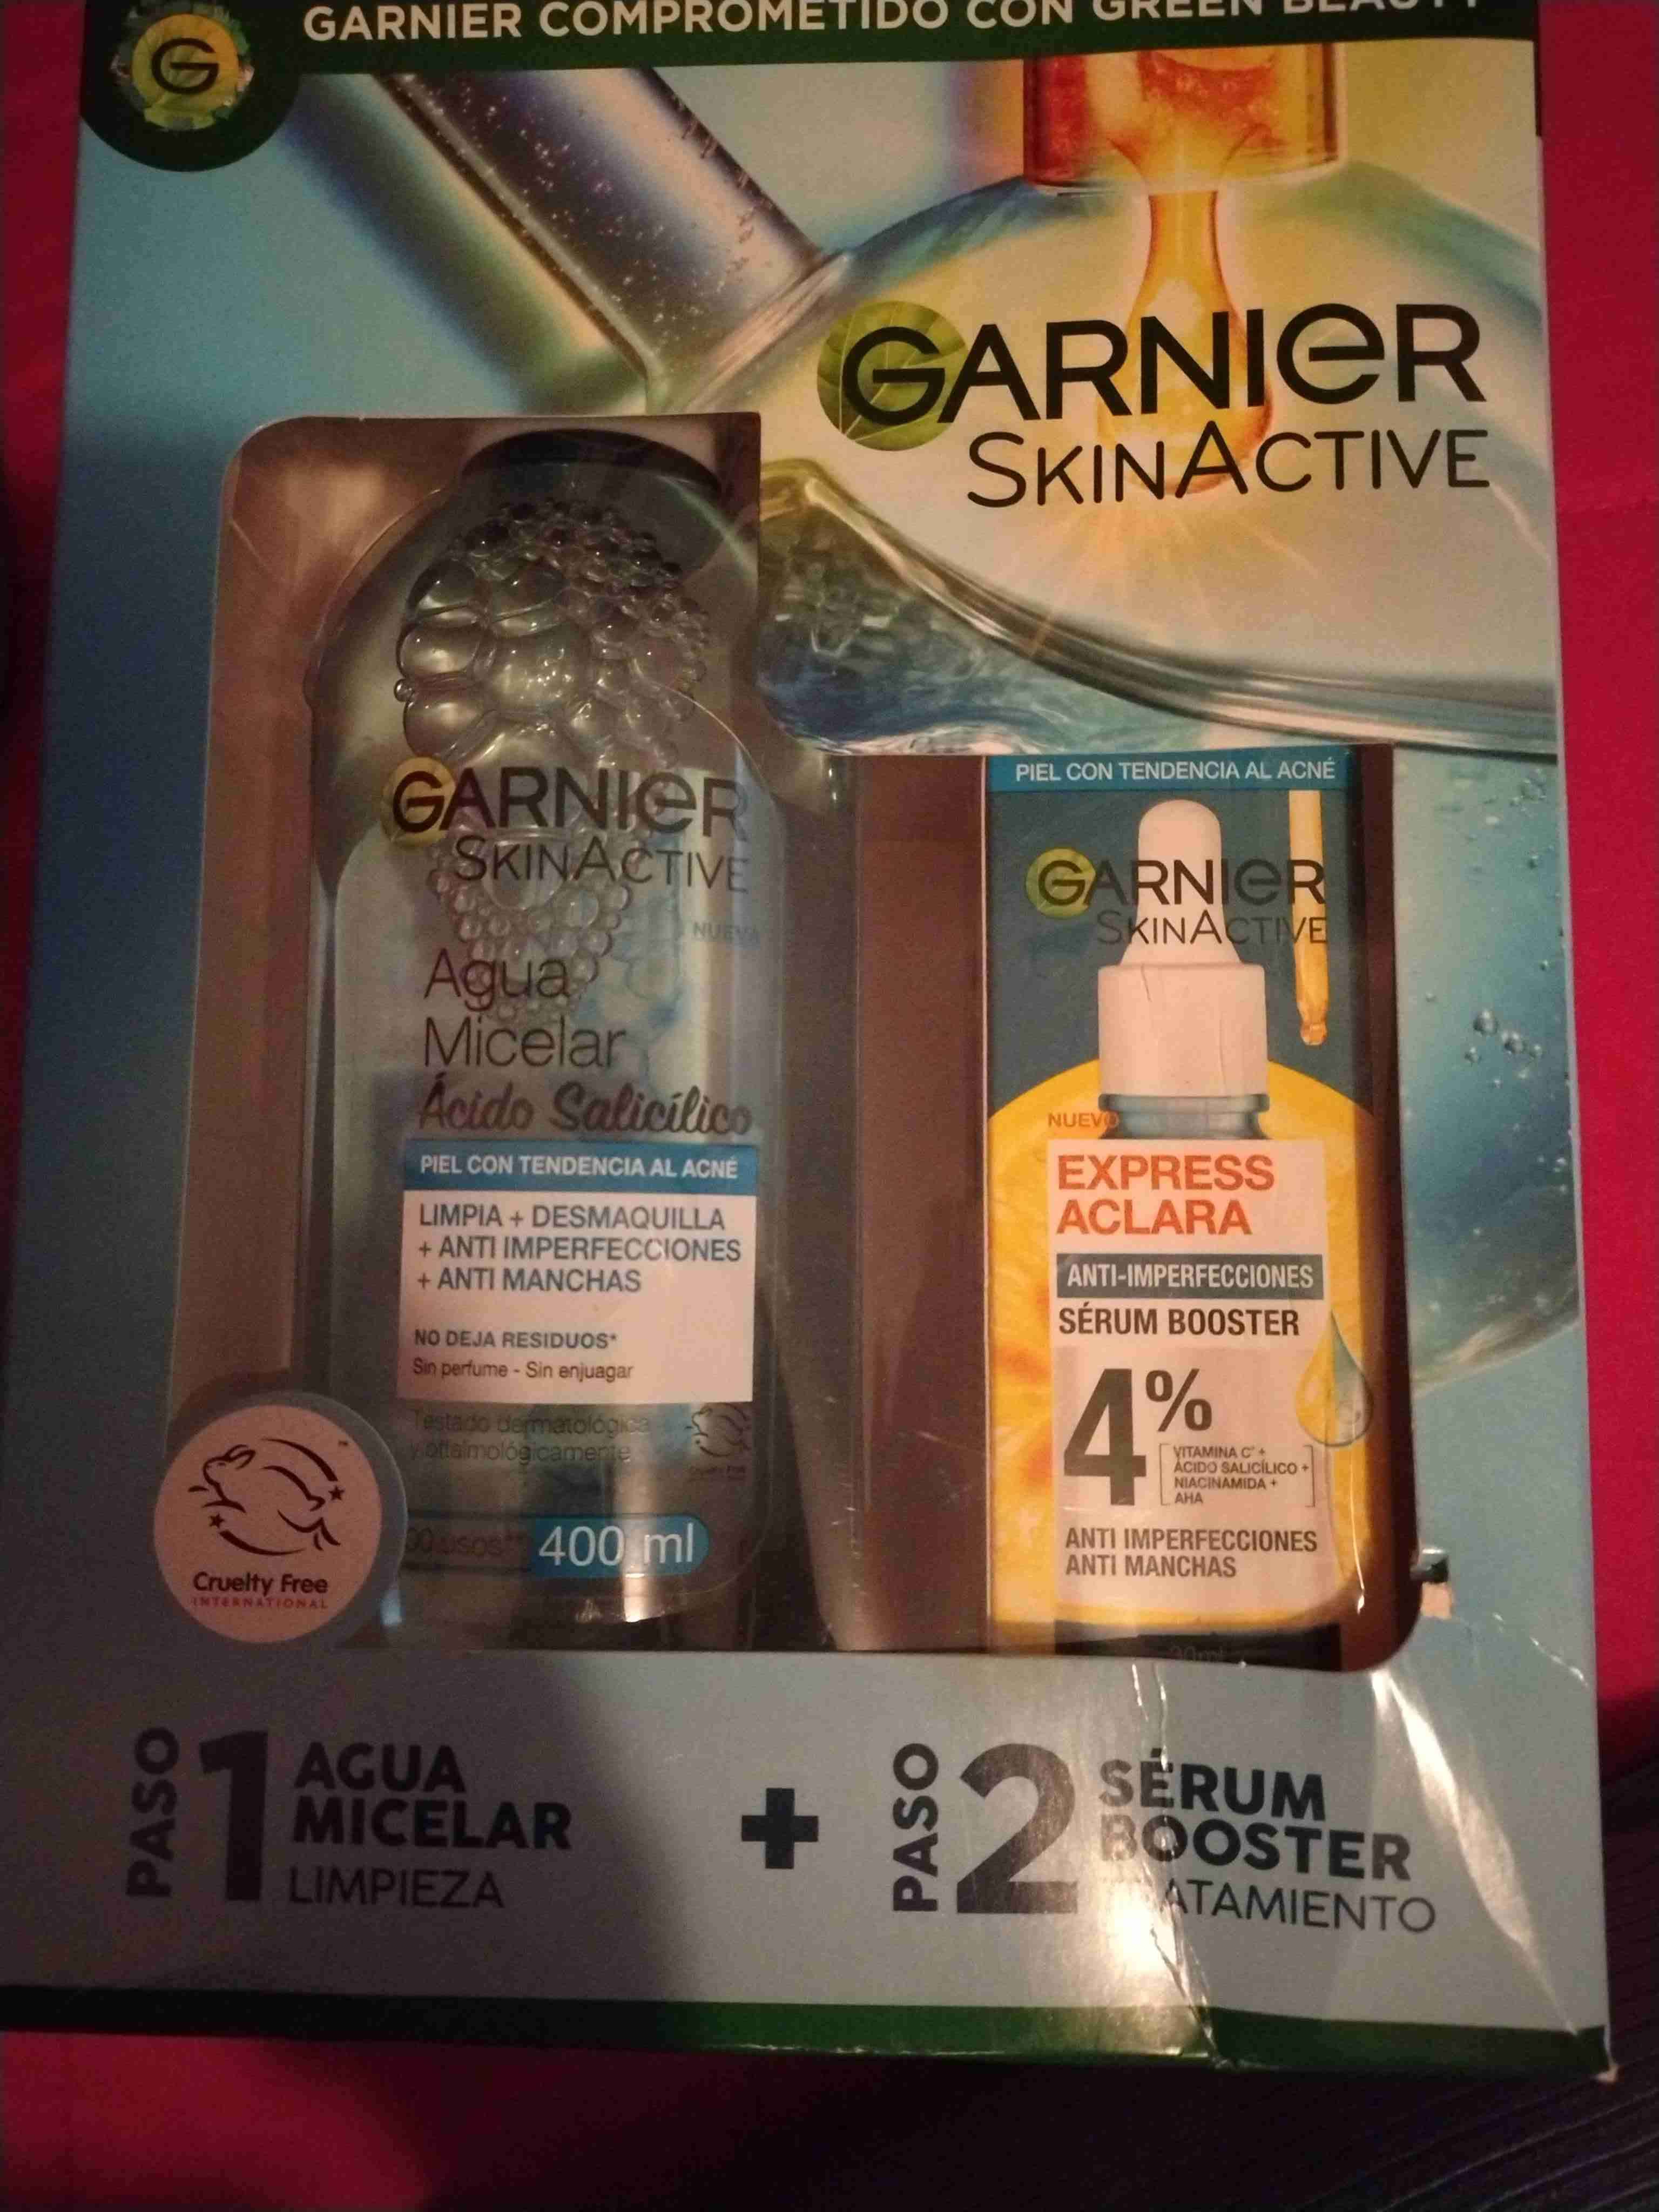 GARNIER COMPROMETIDO CON GREEN BEAUTY
G
GARNIER
SKINACTIVE
GARNIER
SKINACTIVE
Agua
Micelar
Ácido Salicílico
PIEL CON TENDENCIA AL ACNÉ
LIMPIA + DESMAQUILLA
+ ANTI IMPERFECCIONES
+ ANTI MANCHAS
NO DEJA RESIDUOS*
Sin perfume - Sin enjuagar
Testado dermatológica
y oftalmológicamente
usos** 400 ml
Cruelty Free
INTERNATIONAL
PIEL CON TENDENCIA AL ACNÉ
GARNIER
SKINACTIVE
NUEVO
EXPRESS
ACLARA
ANTI-IMPERFECCIONES
SÉRUM BOOSTER
4%
VITAMINA C* +
ÁCIDO SALICÍLICO +
NIACINAMIDA +
AHA
ANTI IMPERFECCIONES
ANTI MANCHAS
PASO 1 AGUA
MICELAR
LIMPIEZA
+
PASO 2 SÉRUM
BOOSTER
ATAMIENTO